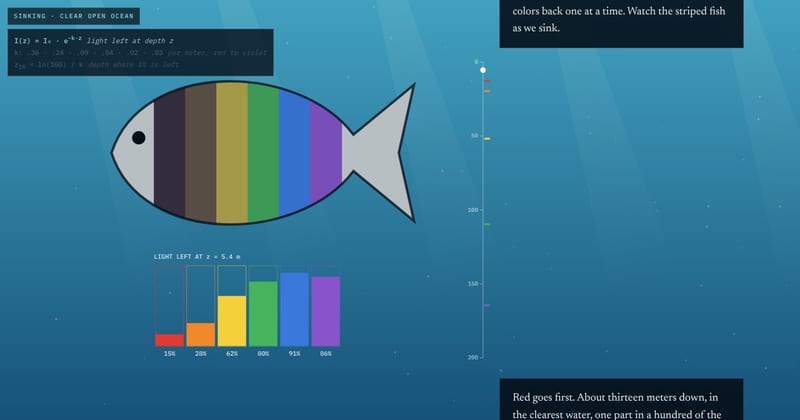 SINKING · CLEAR OPEN OCEAN
I(z) = I₀ · e^-k·z light left at depth z
k: .36 · .24 · .09 · .04 · .02 · .03 per meter, red to violet
z₁% = ln(100) / k depth where 1% is left
colors back one at a time. Watch the striped fish
as we sink.
0
50
100
150
200
LIGHT LEFT AT z = 5.4 m
15% 28% 62% 80% 91% 86%
Red goes first. About thirteen meters down, in
the clearest water, one part in a hundred of the